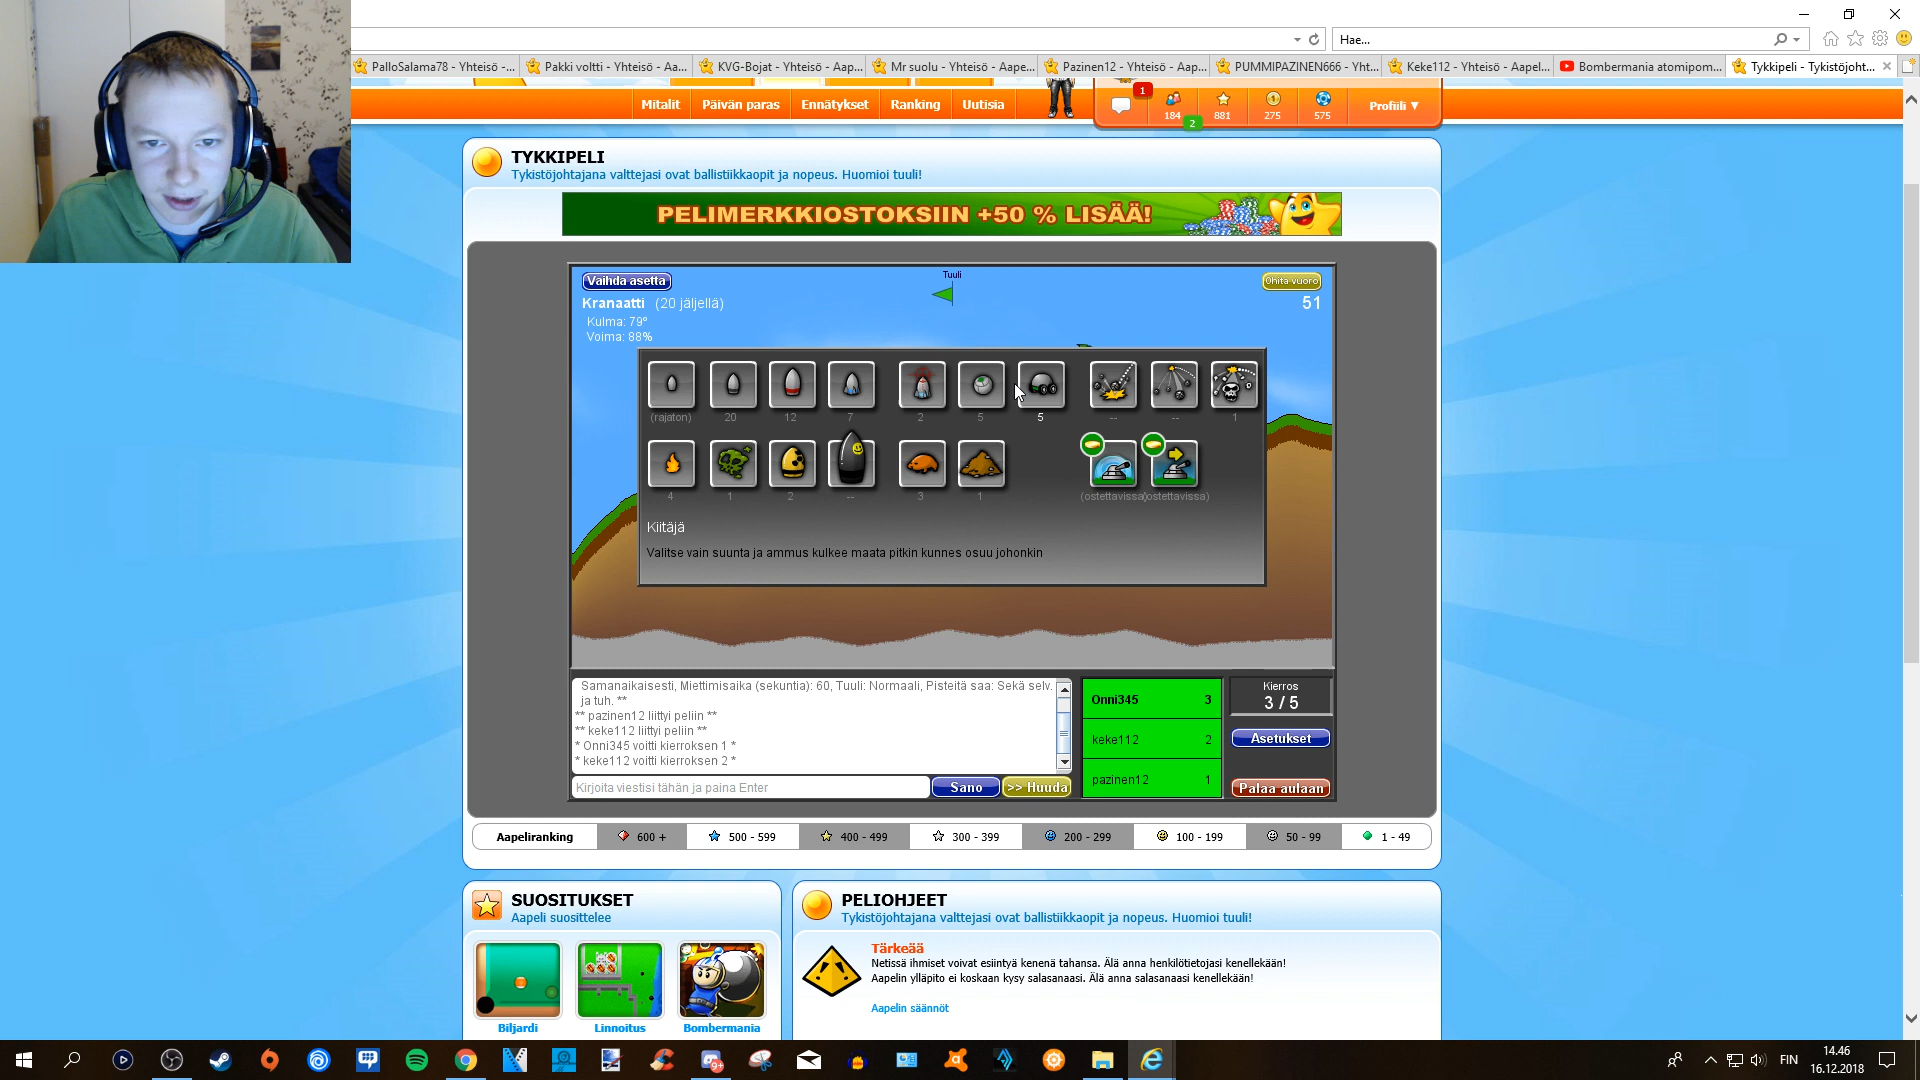 Hae...
PalloSalama78 - Yhteisö -...
Pakki voltti - Yhteisö - Aa...
KVG-Bojat - Yhteisö - Aap...
Mr suolu - Yhteisö - Aape...
Pazinen12 - Yhteisö - Aap...
PUMMIPAZINEN666 - Yht...
Keke112 - Yhteisö - Aapel...
Bombermania atomipom...
Tykkipeli - Tykistöjoht...
Mitalit
Päivän paras
Ennätykset
Ranking
Uutisia
1
184
2
881
275
575
Profiili ▼
TYKKIPELI
Tykistöjohtajana valttejasi ovat ballistiikkaopit ja nopeus. Huomioi tuuli!
PELIMERKKIOSTOKSIIN +50 % LISÄÄ!
Vaihda asetta
Tuuli
Ohita vuoro
Kranaatti (20 jäljellä)
51
Kulma: 79°
Voima: 88%
(rajaton) 20 12 7 2 5 5 -- -- 1
4 1 2 -- 3 1 (ostettavissa) (ostettavissa)
Kiitäjä
Valitse vain suunta ja ammus kulkee maata pitkin kunnes osuu johonkin
Samanaikaisesti, Miettimisaika (sekuntia): 60, Tuuli: Normaali, Pisteitä saa: Sekä selv.
ja tuh. **
** pazinen12 liittyi peliin **
** keke112 liittyi peliin **
* Onni345 voitti kierroksen 1 *
* keke112 voitti kierroksen 2 *
Kirjoita viestisi tähän ja paina Enter
Sano
>> Huuda
Onni345 3
keke112 2
pazinen12 1
Kierros
3 / 5
Asetukset
Palaa aulaan
Aapeliranking
600 +
500 - 599
400 - 499
300 - 399
200 - 299
100 - 199
50 - 99
1 - 49
SUOSITUKSET
Aapeli suosittelee
Biljardi
Linnoitus
Bombermania
PELIOHJEET
Tykistöjohtajana valttejasi ovat ballistiikkaopit ja nopeus. Huomioi tuuli!
Tärkeää
Netissä ihmiset voivat esiintyä kenenä tahansa. Älä anna henkilötietojasi kenellekään!
Aapelin ylläpito ei koskaan kysy salasanaasi. Älä anna salasanaasi kenellekään!
Aapelin säännöt
9+
FIN
14.46
16.12.2018